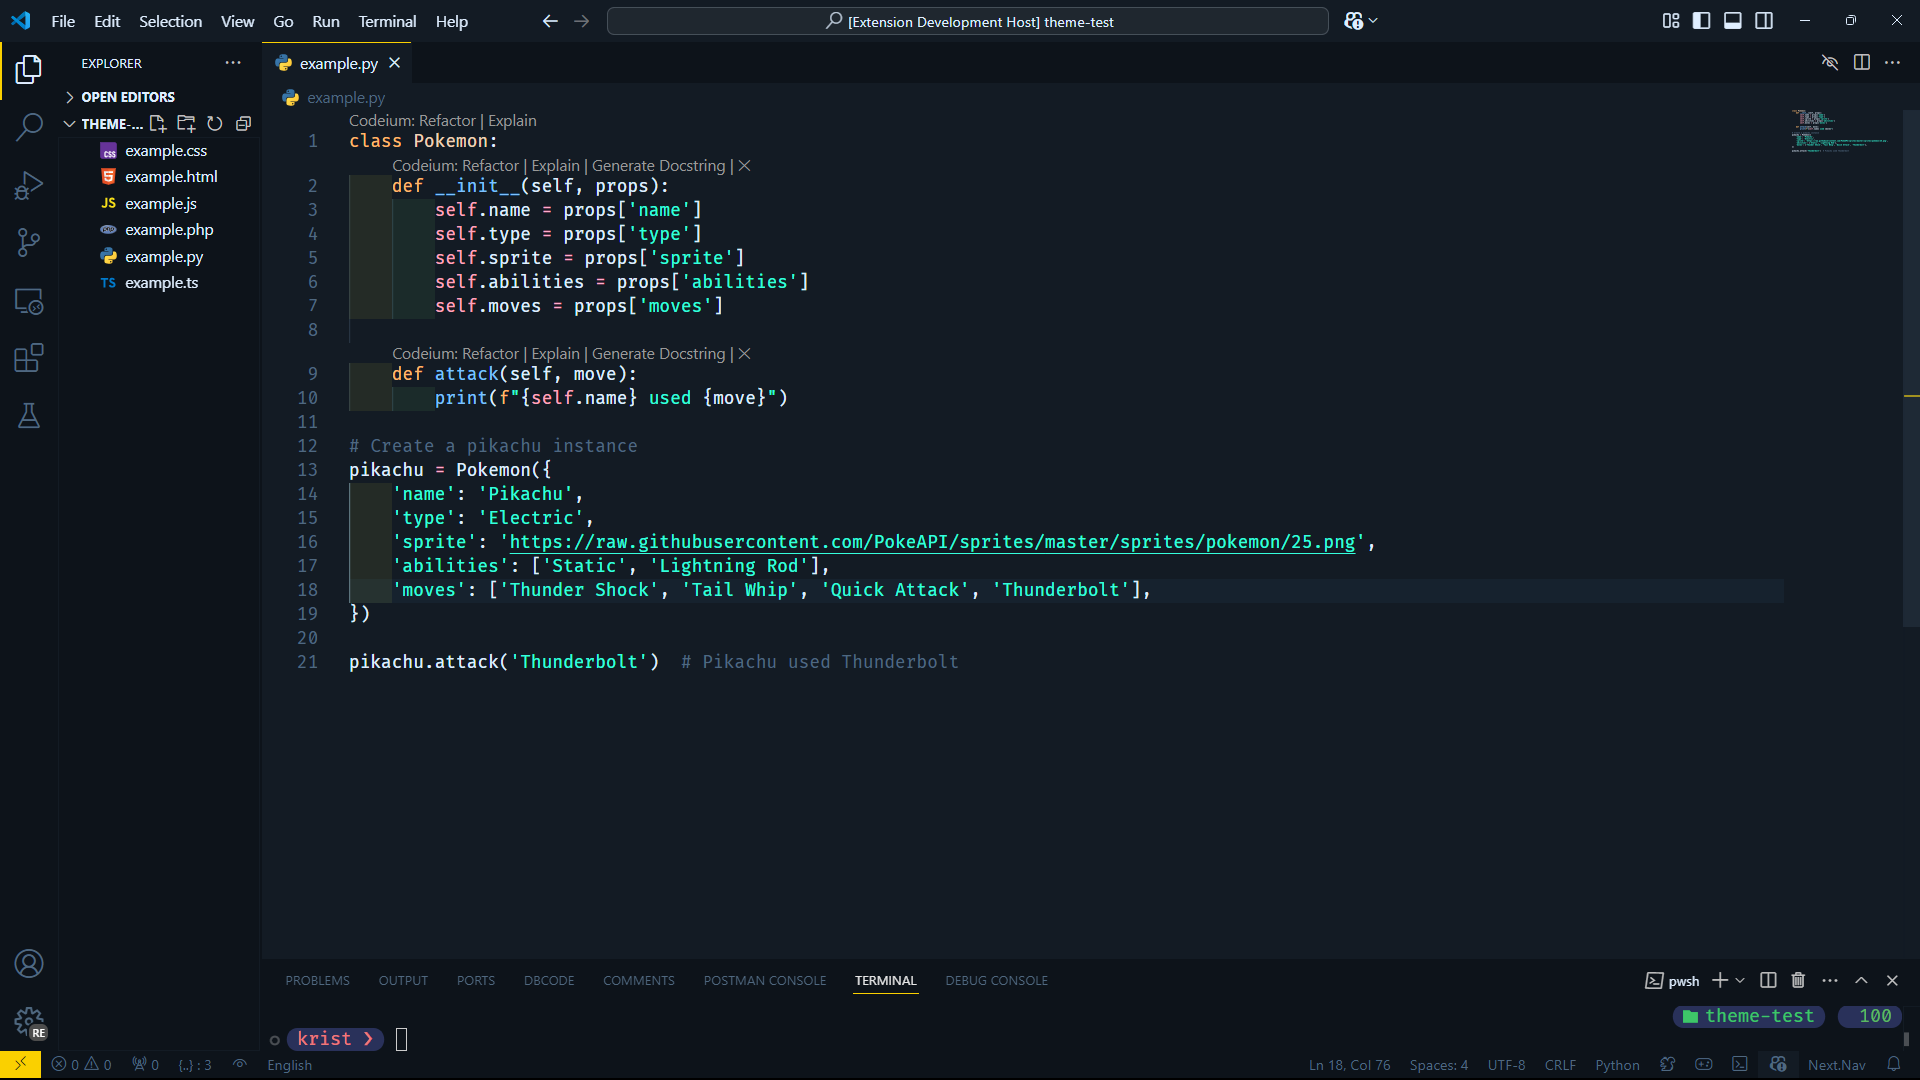 File Edit Selection View Go Run Terminal Help
[Extension Development Host] theme-test
EXPLORER
OPEN EDITORS
THEME-...
example.css
example.html
JS example.js
example.php
example.py
TS example.ts
example.py
example.py
Codeium: Refactor | Explain
1 class Pokemon:
Codeium: Refactor | Explain | Generate Docstring | ✕
2 def __init__(self, props):
3 self.name = props['name']
4 self.type = props['type']
5 self.sprite = props['sprite']
6 self.abilities = props['abilities']
7 self.moves = props['moves']
8
Codeium: Refactor | Explain | Generate Docstring | ✕
9 def attack(self, move):
10 print(f"{self.name} used {move}")
11
12 # Create a pikachu instance
13 pikachu = Pokemon({
14 'name': 'Pikachu',
15 'type': 'Electric',
16 'sprite': 'https://raw.githubusercontent.com/PokeAPI/sprites/master/sprites/pokemon/25.png',
17 'abilities': ['Static', 'Lightning Rod'],
18 'moves': ['Thunder Shock', 'Tail Whip', 'Quick Attack', 'Thunderbolt'],
19 })
20
21 pikachu.attack('Thunderbolt')  # Pikachu used Thunderbolt
PROBLEMS OUTPUT PORTS DBCODE COMMENTS POSTMAN CONSOLE TERMINAL DEBUG CONSOLE
pwsh
theme-test 100
krist ❯
RE
0 0 0 {..} : 3 English
Ln 18, Col 76 Spaces: 4 UTF-8 CRLF Python Next.Nav